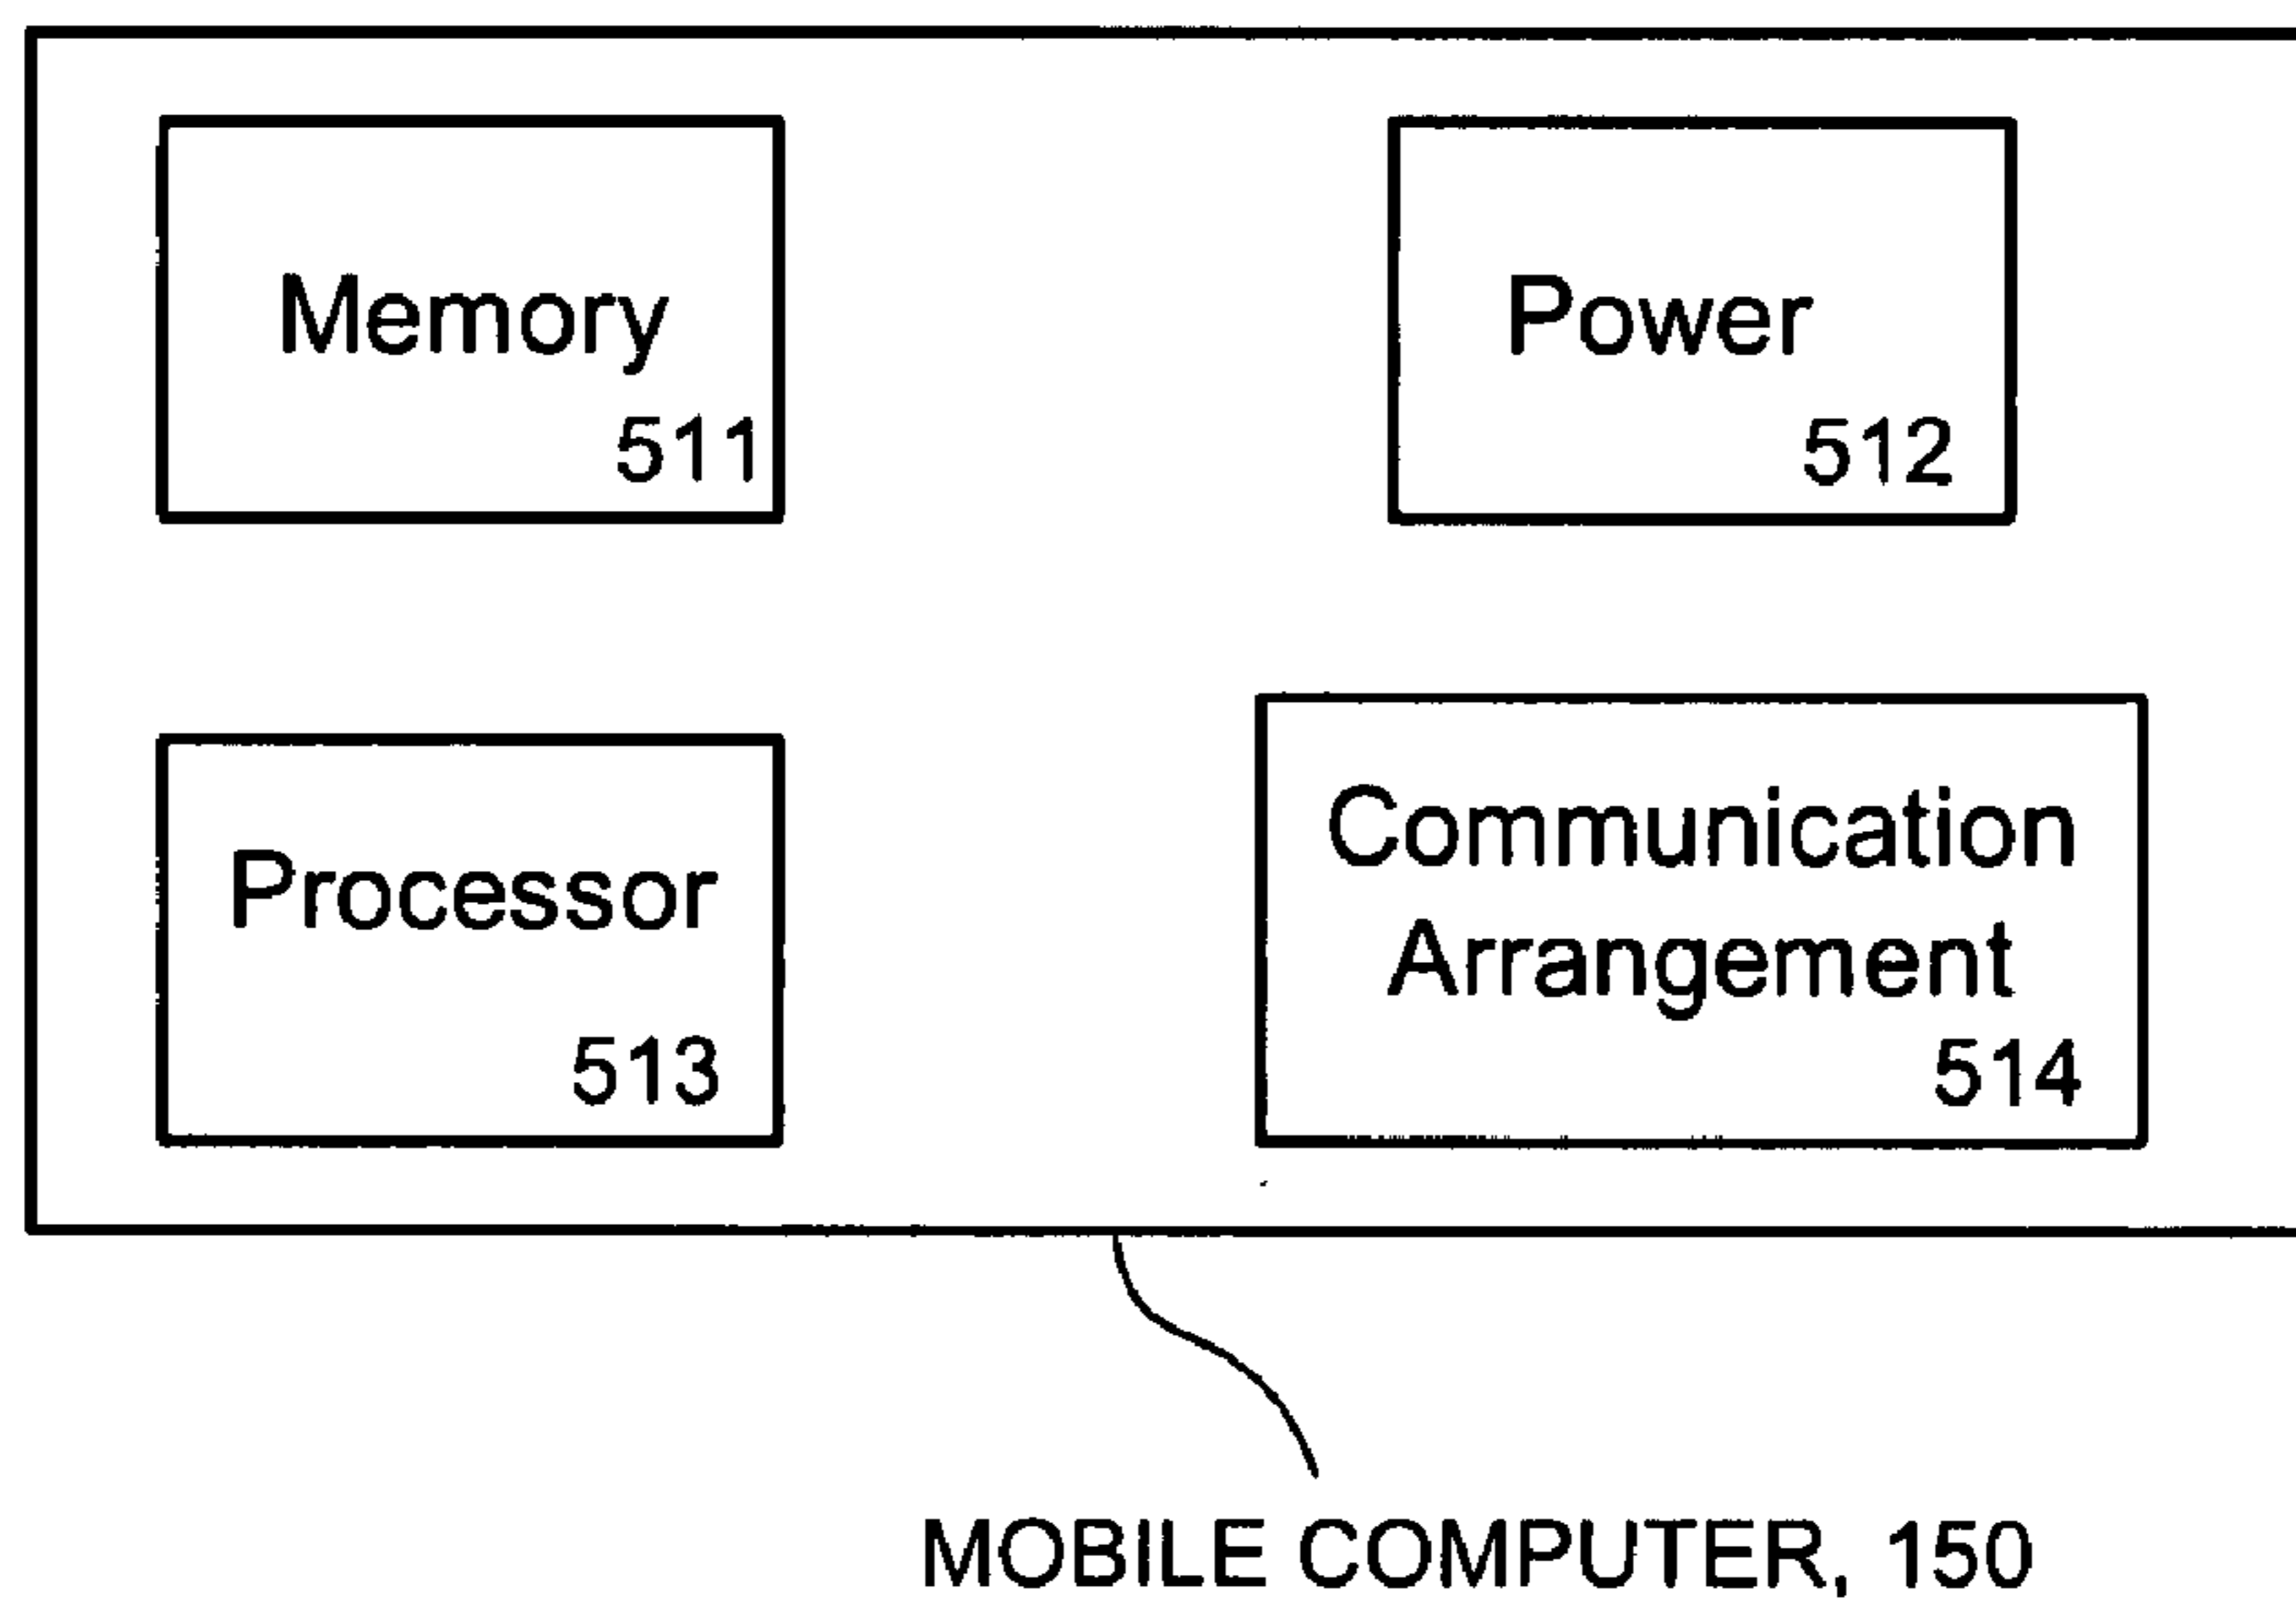 Memory
511
Power
512
Processor
513
Communication
Arrangement
514
MOBILE COMPUTER, 150